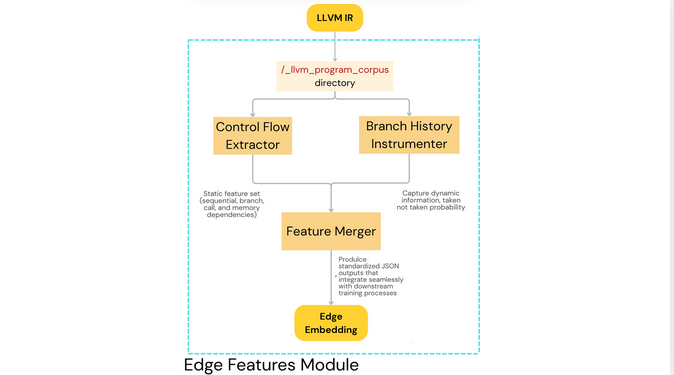 LLVM IR
/_llvm_program_corpus
directory
Control Flow
Extractor
Branch History
Instrumenter
Static feature set
(sequential, branch,
call, and memory
dependencies)
Capture dynamic
information, taken
not taken probability
Feature Merger
Produlce
standardized JSON
outputs that
integrate seamlessly
with downstream
training processes
Edge
Embedding
Edge Features Module